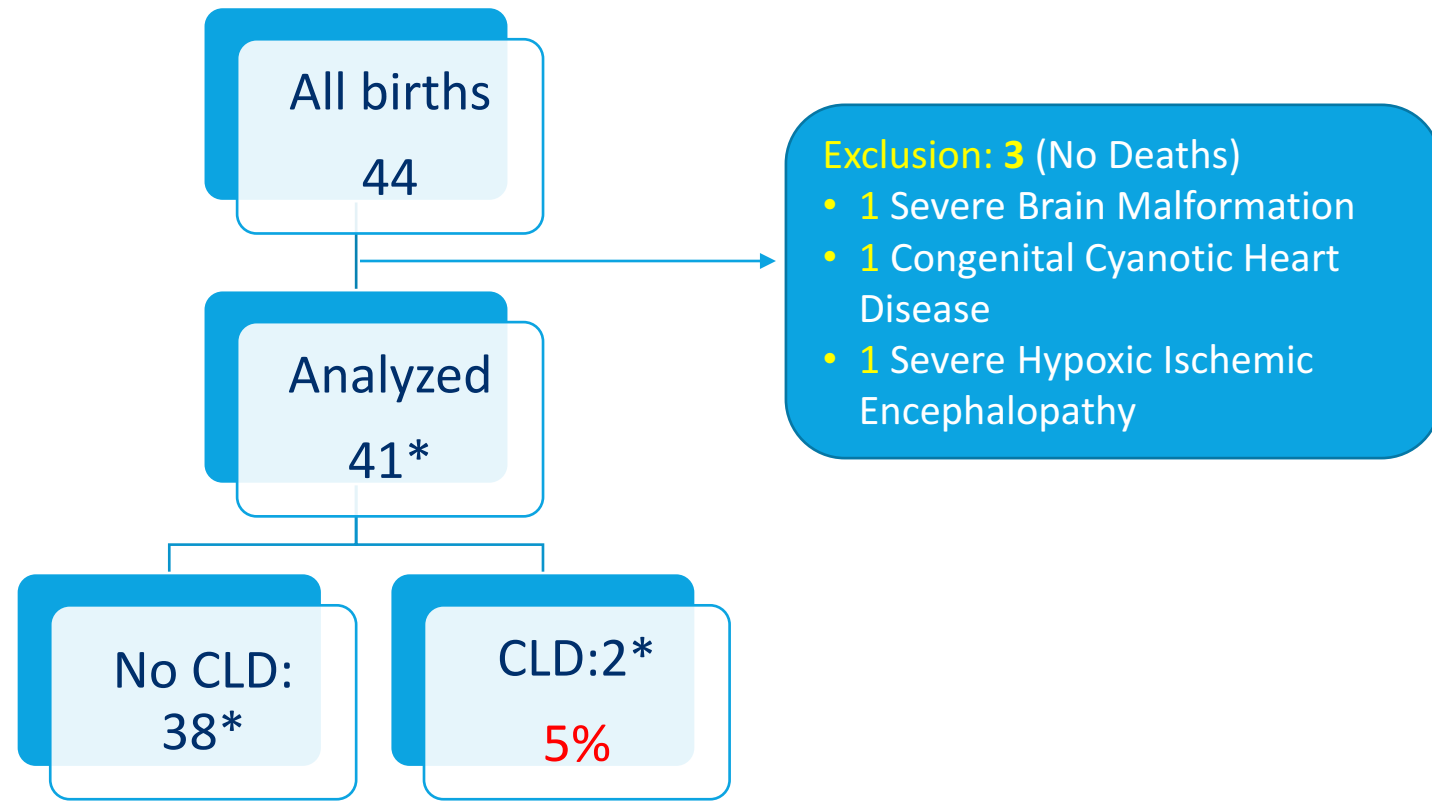 All births
44
Exclusion: 3 (No Deaths)
• 1 Severe Brain Malformation
• 1 Congenital Cyanotic Heart
Disease
• 1 Severe Hypoxic Ischemic
Encephalopathy
Analyzed
41*
No CLD:
38*
CLD:2*
5%